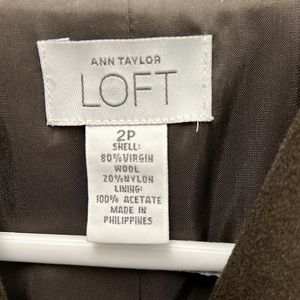 ANN TAYLOR
LOFT
2P
SHELL:
80%VIRGIN
WOOL
20%NYLON
LINING:
100% ACETATE
MADE IN
PHILIPPINES